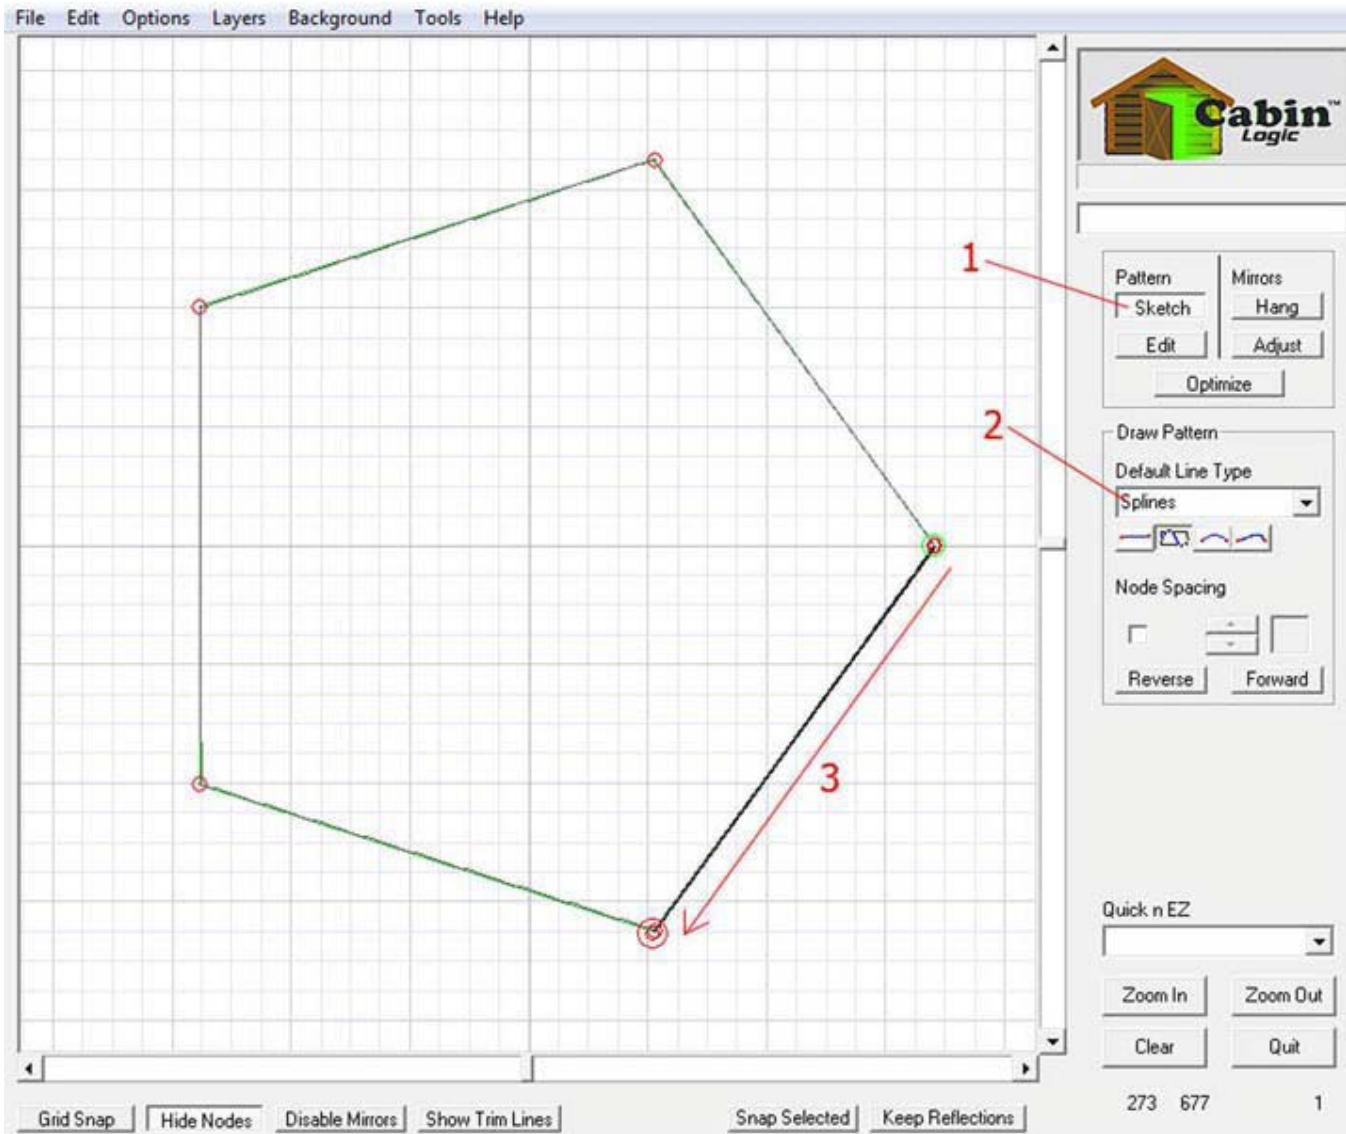 File Edit Options Layers Background Tools Help
Cabin™
Logic
1
Pattern Mirrors
Sketch Hang
Edit Adjust
Optimize
2
Draw Pattern
Default Line Type
Splines
Node Spacing
Reverse Forward
3
Quick n EZ
Zoom In Zoom Out
Clear Quit
273 677 1
Grid Snap Hide Nodes Disable Mirrors Show Trim Lines Snap Selected Keep Reflections